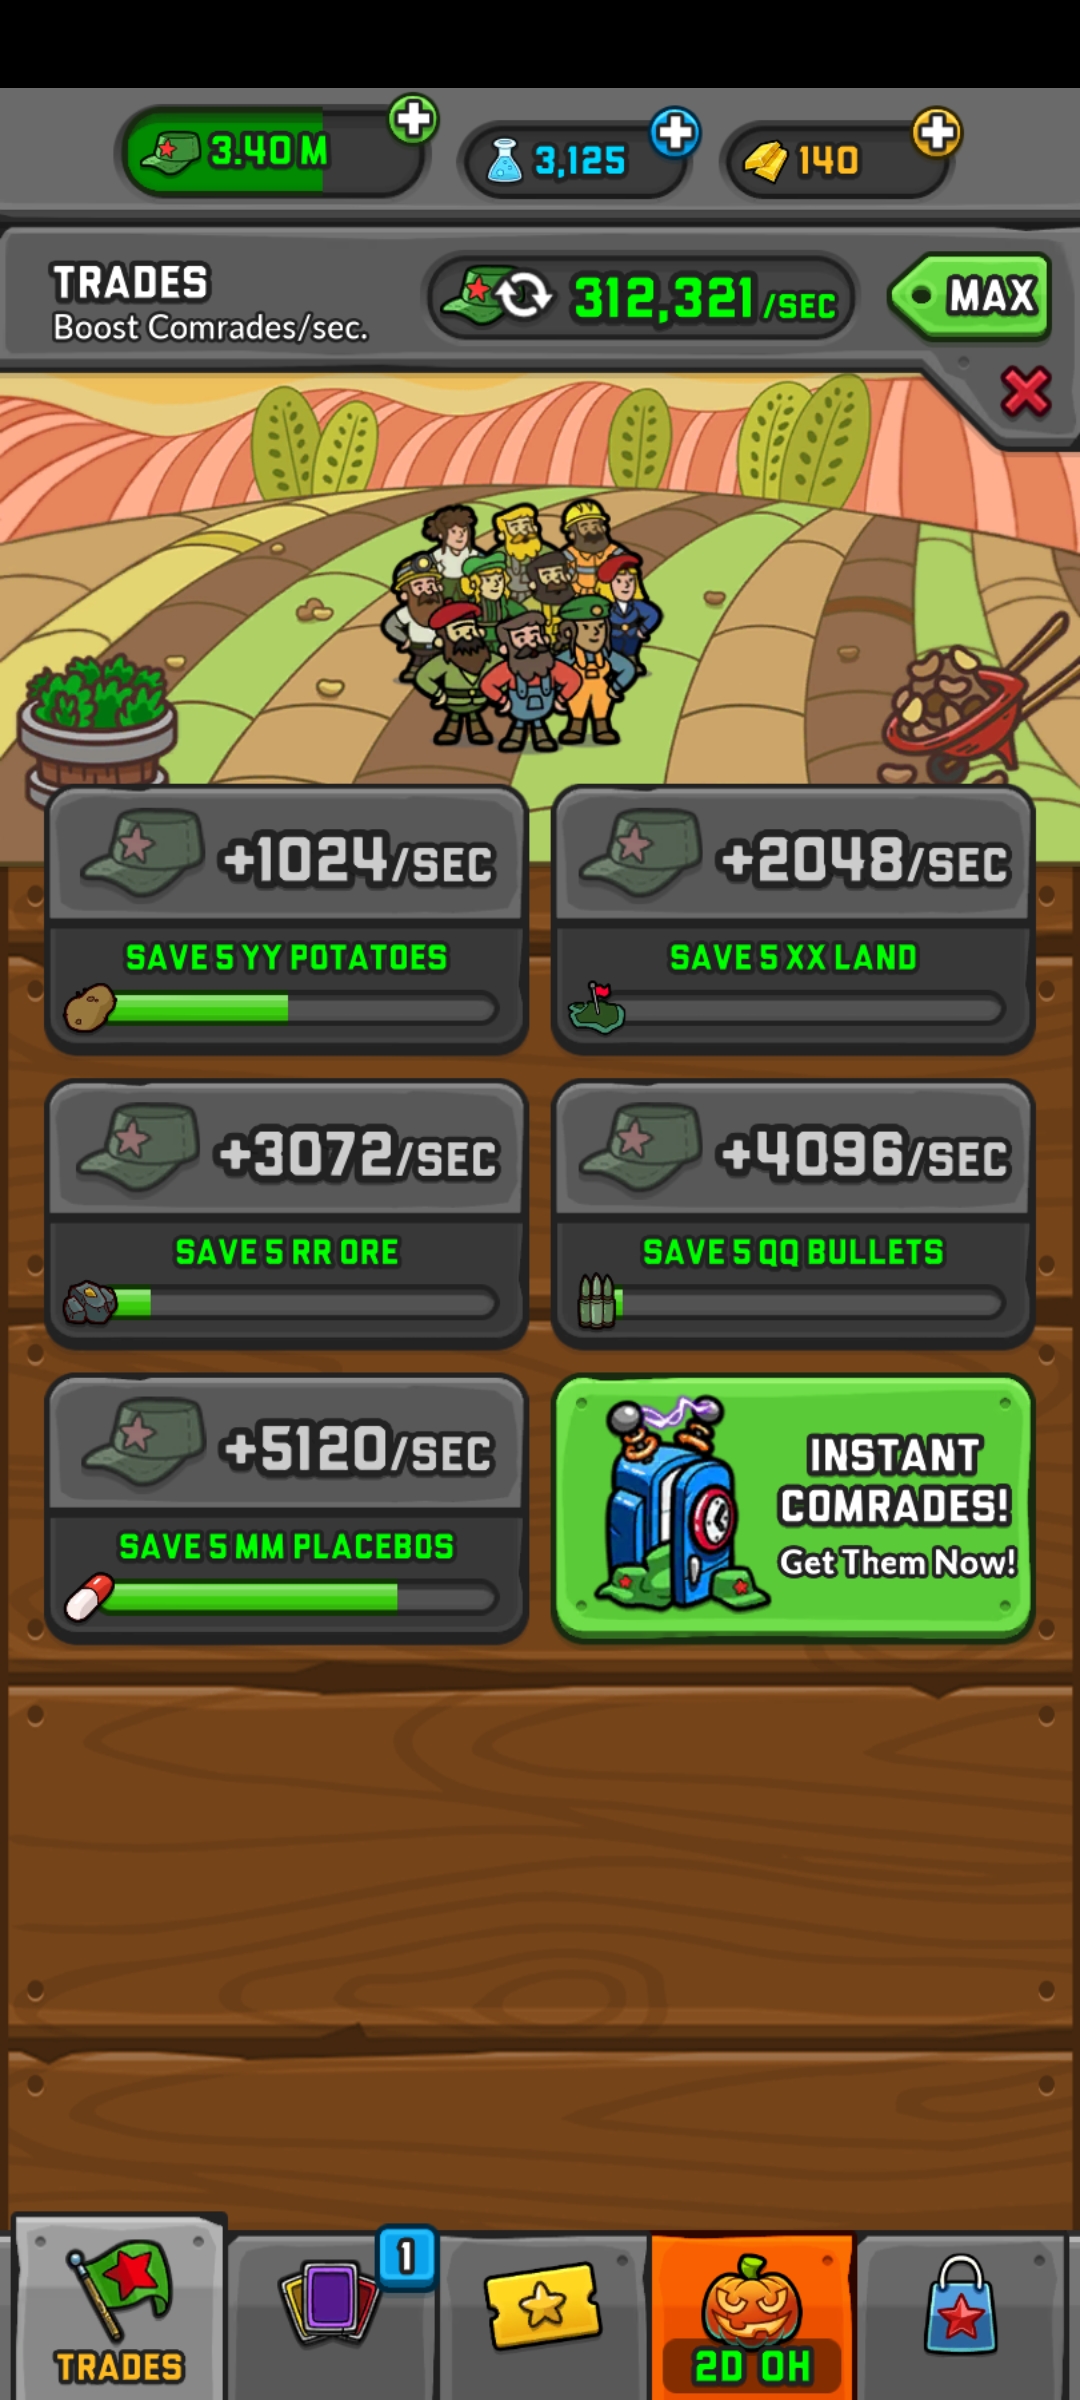 3.40 M
3,125
140
TRADES
Boost Comrades/sec.
312,321/SEC
MAX
+1024/SEC
SAVE 5 YY POTATOES
+2048/SEC
SAVE 5 XX LAND
+3072/SEC
SAVE 5 RR ORE
+4096/SEC
SAVE 5 QQ BULLETS
+5120/SEC
SAVE 5 MM PLACEBOS
INSTANT
COMRADES!
Get Them Now!
TRADES
1
2D 0H